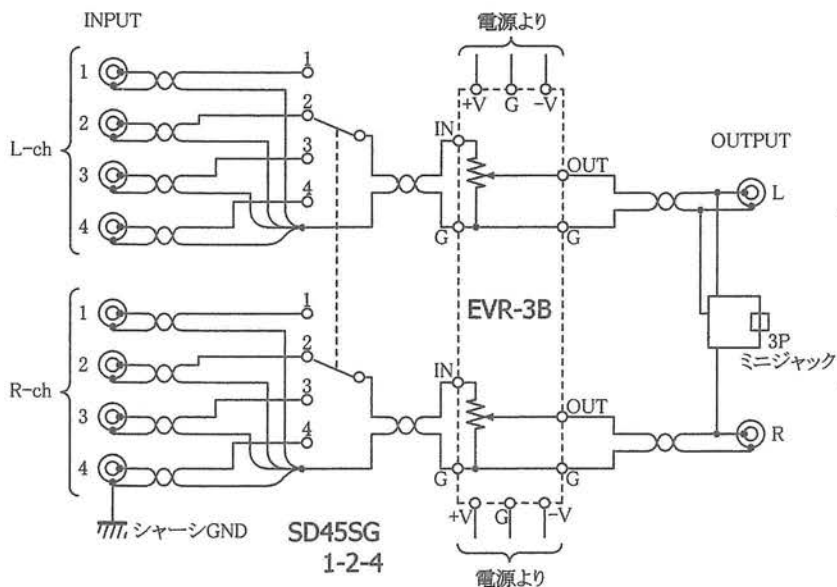 INPUT
電源より
1
1
+V G -V
2
2
IN
OUT
OUTPUT
L-ch
3
3
L
4
4
G
G
EVR-3B
3P
ミニジャック
1
1
2
2
IN
OUT
R-ch
3
3
R
4
4
G
G
シャーシGND
SD45SG
1-2-4
+V G -V
電源より